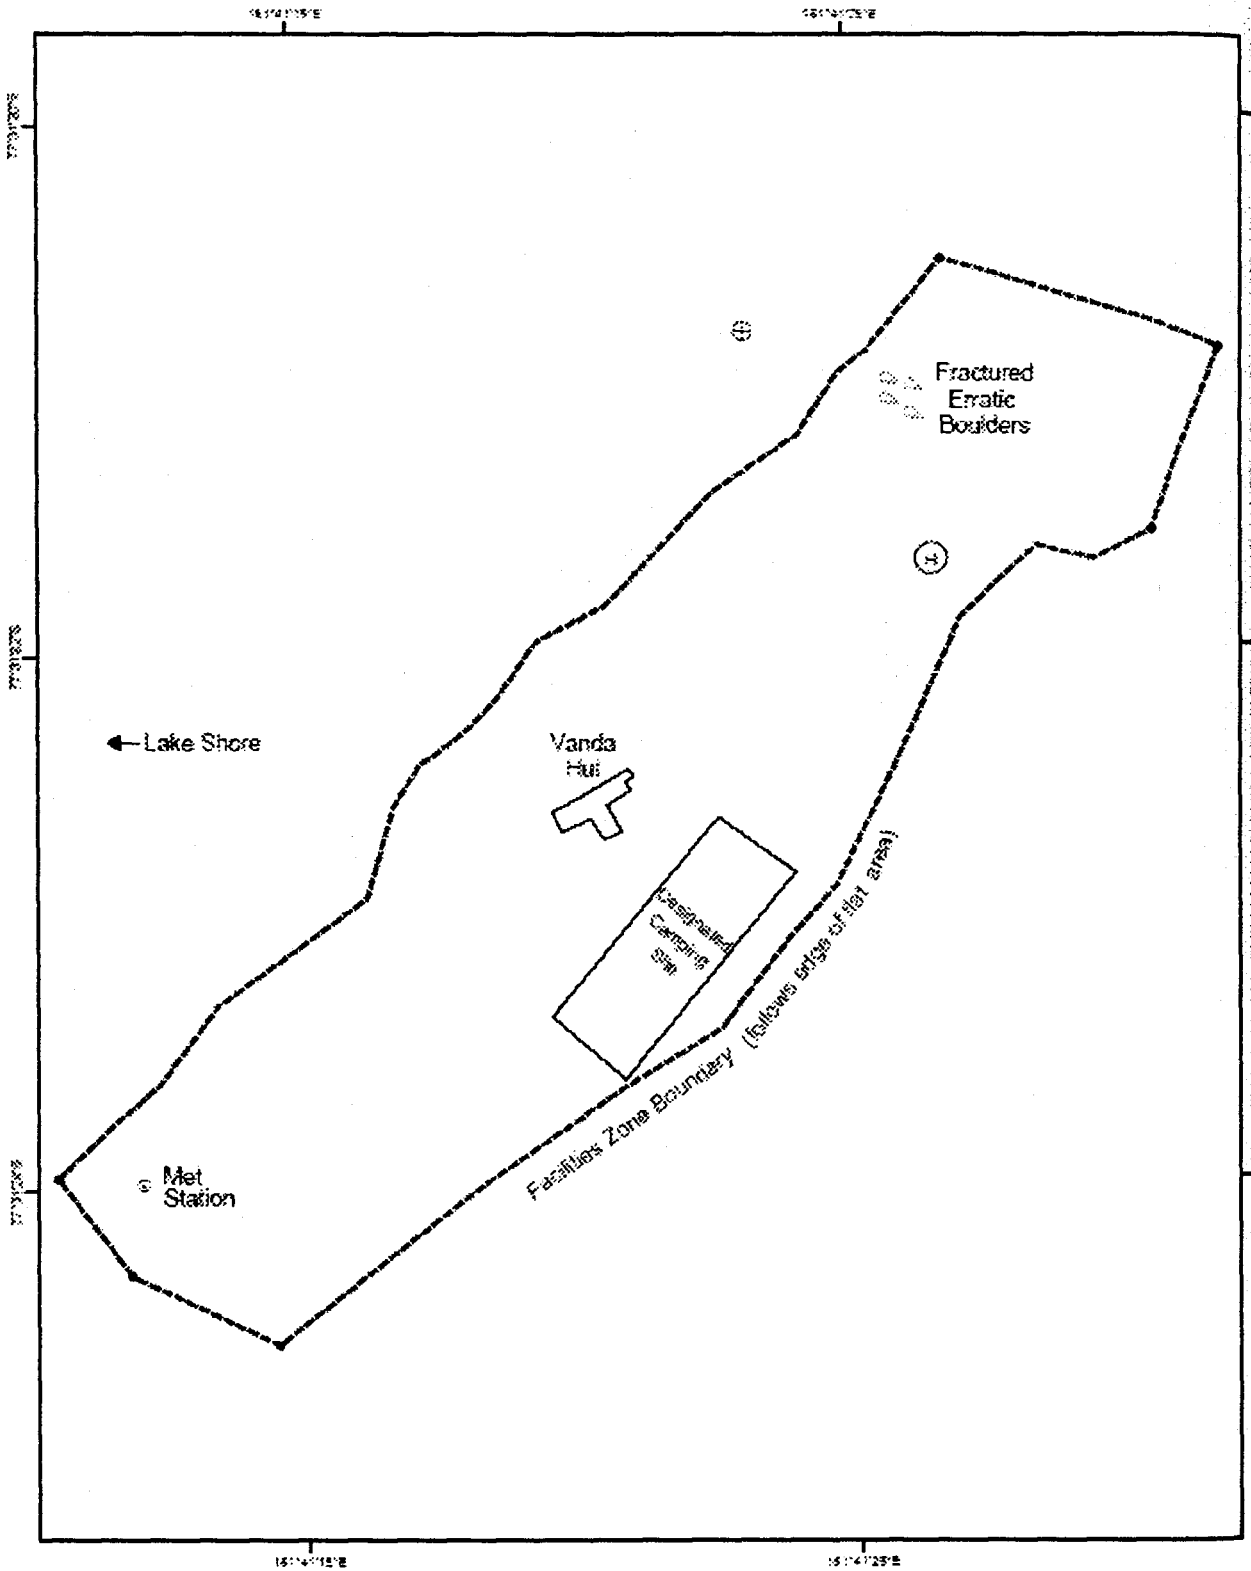 Fractured
Erratic
Boulders
Lake Shore
Vanda
Hut
Designated
Camping
Site
Facilities Zone Boundary (follows edge of flat area)
Met
Station